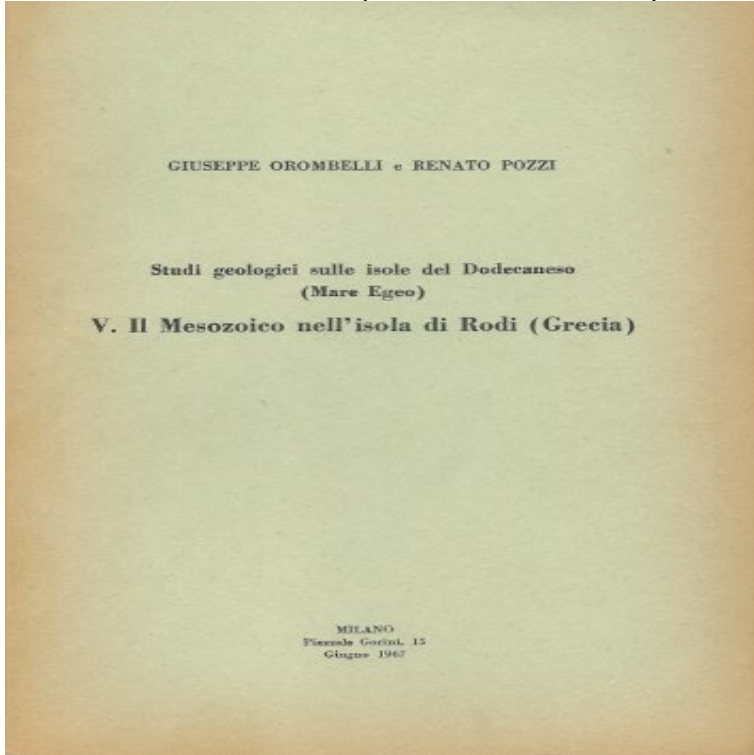 GIUSEPPE OROMBELLI e RENATO POZZI
Studi geologici sulle isole del Dodecaneso
(Mare Egeo)
V. Il Mesozoico nell'isola di Rodi (Grecia)
MILANO
Piazzale Gorini, 15
Giugno 1967